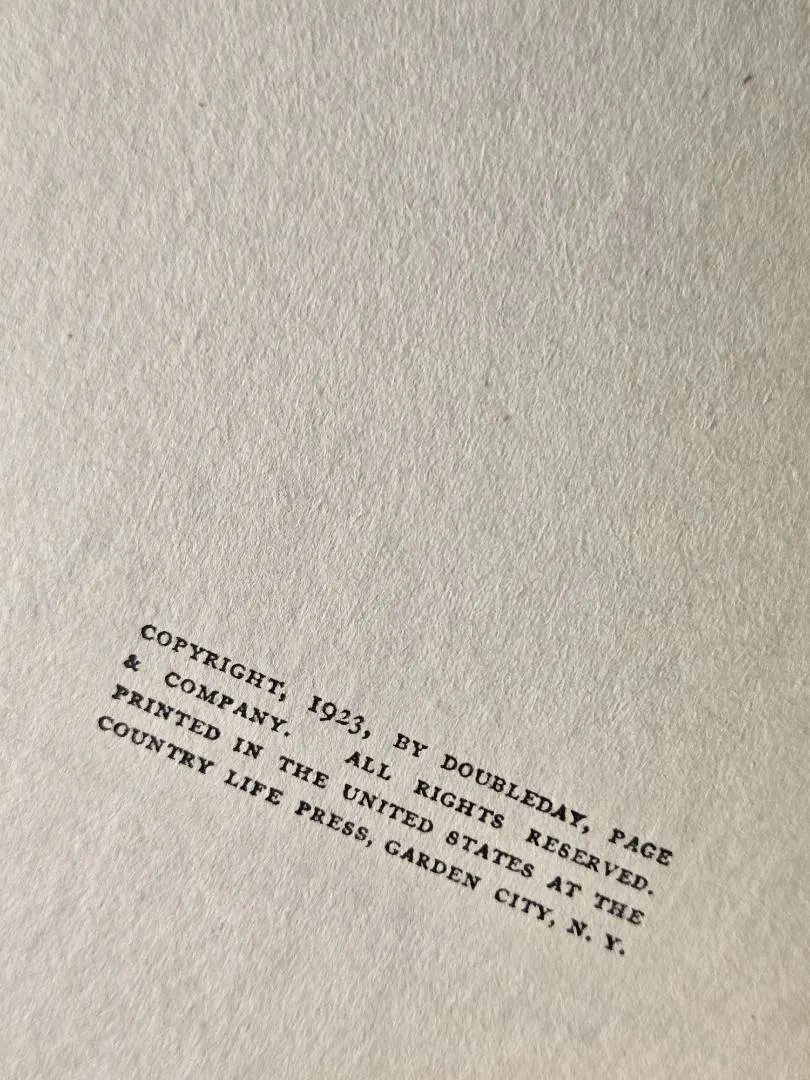 COPYRIGHT, 1923, BY DOUBLEDAY, PAGE
& COMPANY. ALL RIGHTS RESERVED.
PRINTED IN THE UNITED STATES AT THE
COUNTRY LIFE PRESS, GARDEN CITY, N. Y.